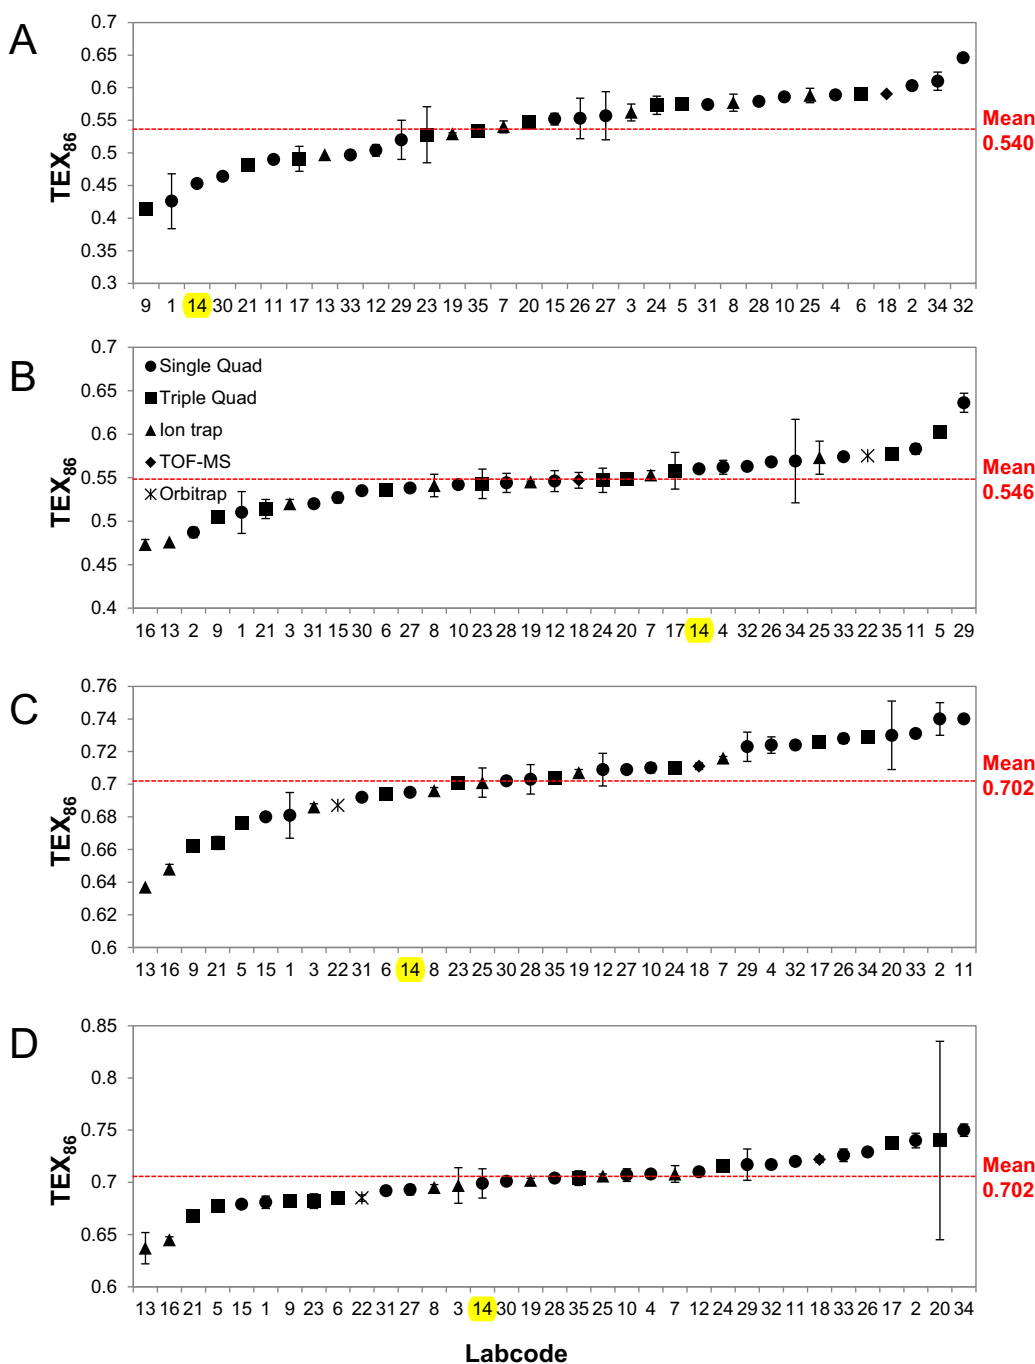 A
TEX86
0.7
0.65
0.6
0.55
0.5
0.45
0.4
0.35
0.3
Mean
0.540
9 1 14 30 21 11 17 13 33 12 29 23 19 35 7 20 15 26 27 3 24 5 31 8 28 10 25 4 6 18 2 34 32
B
TEX86
0.7
0.65
0.6
0.55
0.5
0.45
0.4
Single Quad
Triple Quad
Ion trap
TOF-MS
Orbitrap
Mean
0.546
16 13 2 9 1 21 3 31 15 30 6 27 8 10 23 28 19 12 18 24 20 7 17 14 4 32 26 34 25 33 22 35 11 5 29
C
TEX86
0.76
0.74
0.72
0.7
0.68
0.66
0.64
0.62
0.6
Mean
0.702
13 16 9 21 5 15 1 3 22 31 6 14 8 23 25 30 28 35 19 12 27 10 24 18 7 29 4 32 17 26 34 20 33 2 11
D
TEX86
0.85
0.8
0.75
0.7
0.65
0.6
Mean
0.702
13 16 21 5 15 1 9 23 6 22 31 27 8 3 14 30 19 28 35 25 10 4 7 12 24 29 32 11 18 33 26 17 2 20 34
Labcode